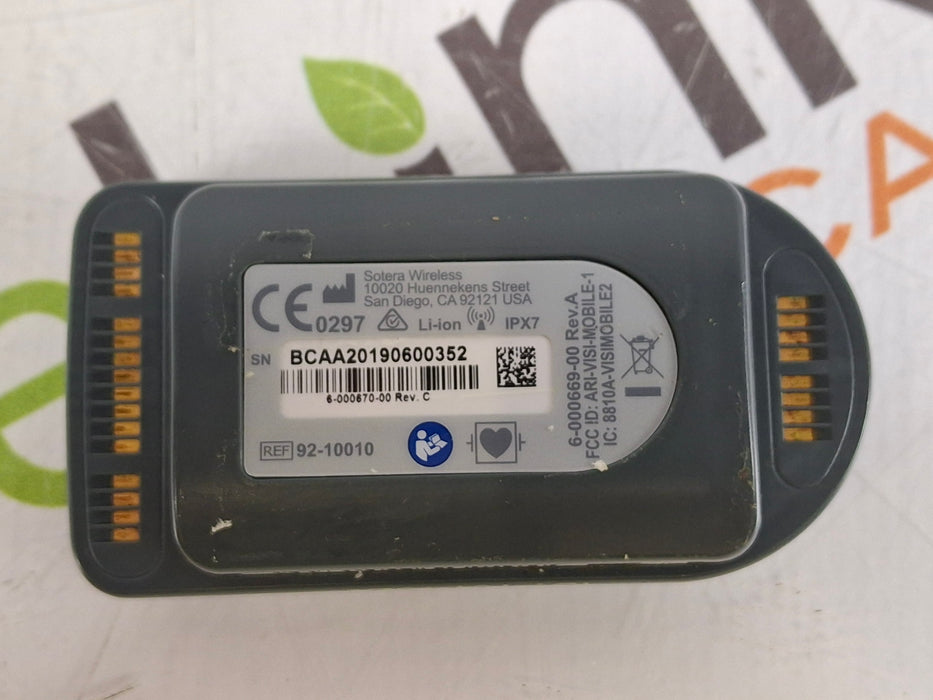 Sotera Wireless
10020 Huennekens Street
San Diego, CA 92121 USA
CE 0297 Li-ion IPX7
SN BCAA20190600352
6-000670-00 Rev. C
REF 92-10010
6-000669-00 Rev.A
FCC ID: ARI-VISI-MOBILE-1
IC: 8810A-VISIMOBILE2
CA